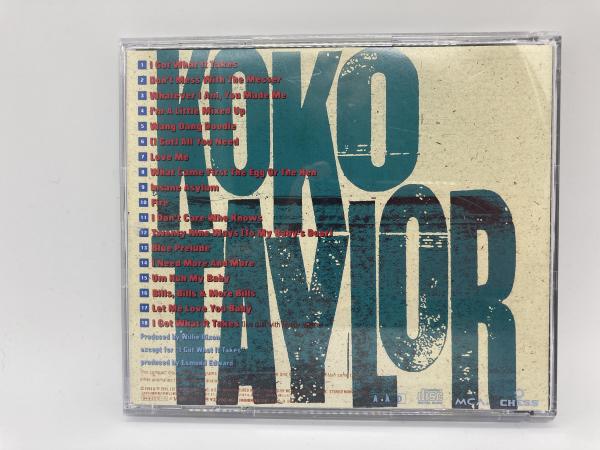 KOKO
TAYLOR
1 I Got What It Takes
2 Don't Mess With The Messer
3 Whatever I Am, You Made Me
4 I'm A Little Mixed Up
5 Wang Dang Doodle
6 (I Got) All You Need
7 Love Me
8 What Came First The Egg Or The Hen
9 Insane Asylum
10 Fire
11 I Don't Care Who Knows
12 Twenty-Nine Ways (To My Baby's Door)
13 Blue Prelude
14 I Need More And More
15 Um Huh My Baby
16 Bills, Bills & More Bills
17 Let Me Love You Baby
18 I Got What It Takes
Produced by Willie Dixon
except for I Got What It Takes
produced by Esmond Edward
A·A·D
MCA
CHESS